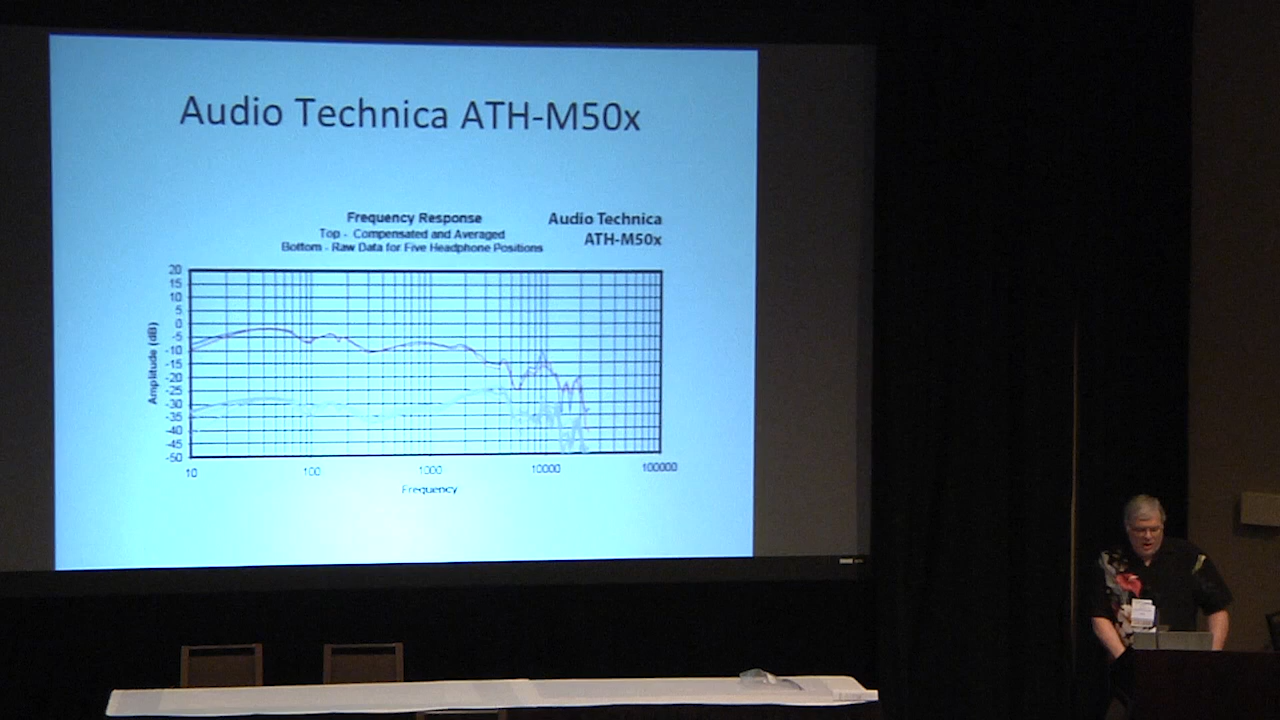 Audio Technica ATH-M50x
Frequency Response
Top - Compensated and Averaged
Bottom - Raw Data for Five Headphone Positions
Audio Technica
ATH-M50x
20
15
10
5
0
-5
-10
-15
-20
-25
-30
-35
-40
-45
-50
Amplitude (dB)
10 100 1000 10000 100000
Frequency